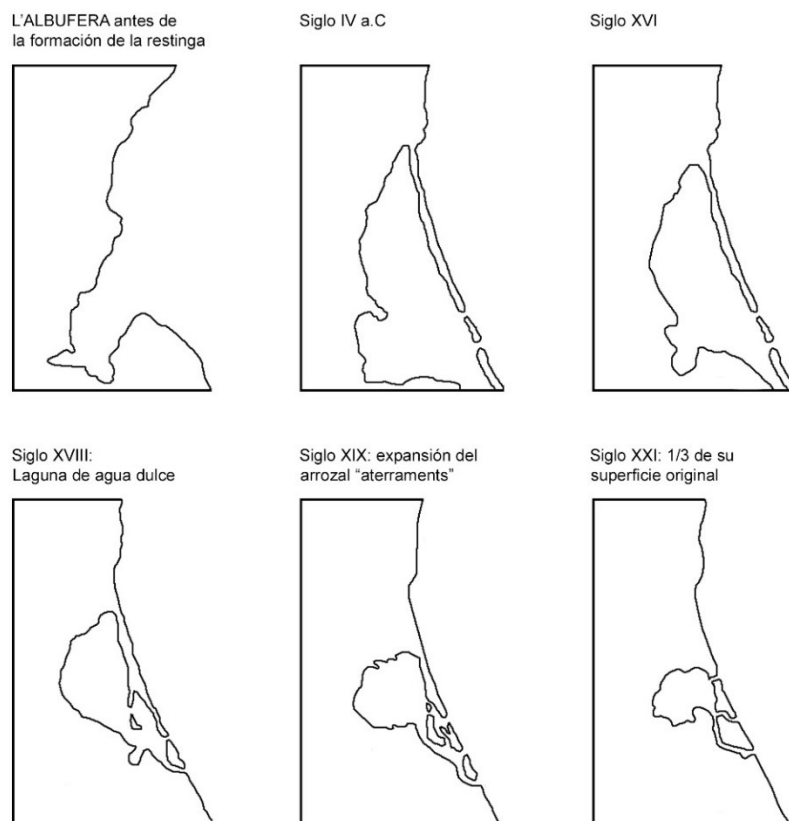 L'ALBUFERA antes de
la formación de la restinga
Siglo IV a.C
Siglo XVI
Siglo XVIII:
Laguna de agua dulce
Siglo XIX: expansión del
arrozal “aterraments”
Siglo XXI: 1/3 de su
superficie original